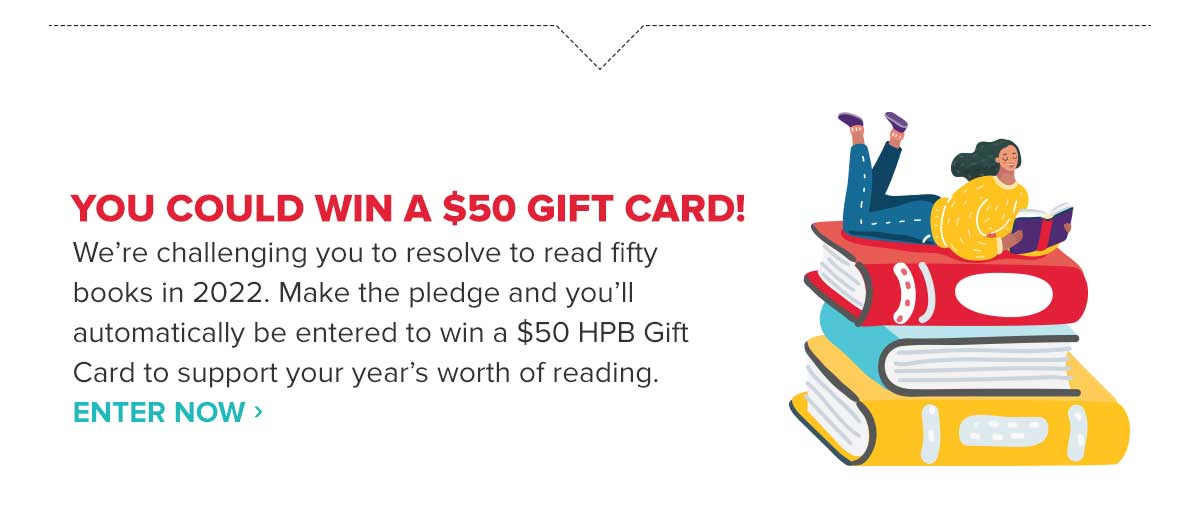 YOU COULD WIN A $50 GIFT CARD!
We’re challenging you to resolve to read fifty
books in 2022. Make the pledge and you’ll
automatically be entered to win a $50 HPB Gift
Card to support your year’s worth of reading.
ENTER NOW ›